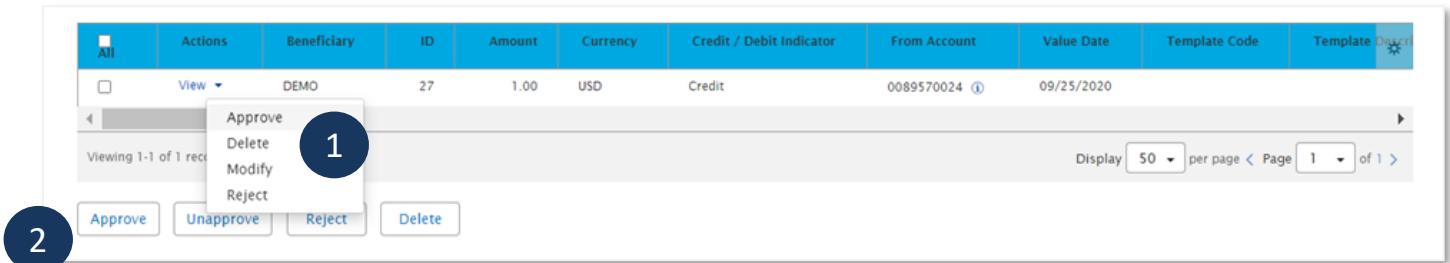 All Actions Beneficiary ID Amount Currency Credit / Debit Indicator From Account Value Date Template Code Template Descri
View DEMO 27 1.00 USD Credit 0089570024 09/25/2020
Approve
Delete
1
Modify
Reject
Viewing 1-1 of 1 Display 50 per page < Page 1 of 1 >
Approve Unapprove Reject Delete
2